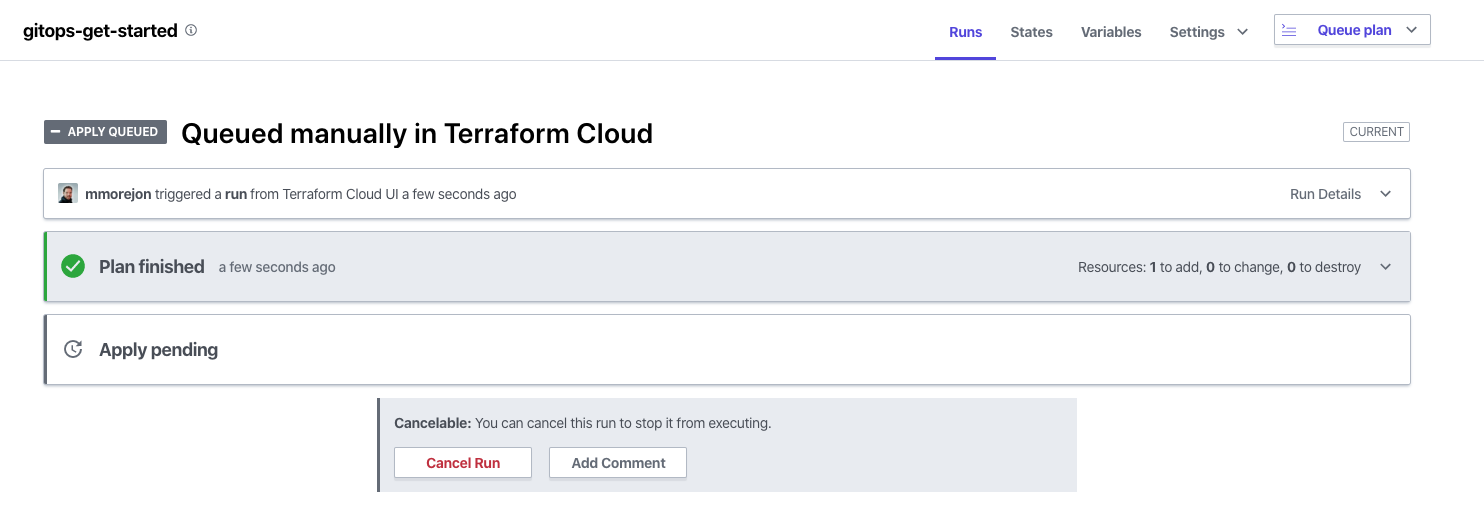 gitops-get-started
Runs States Variables Settings Queue plan
APPLY QUEUED Queued manually in Terraform Cloud CURRENT
mmorejon triggered a run from Terraform Cloud UI a few seconds ago Run Details
Plan finished a few seconds ago Resources: 1 to add, 0 to change, 0 to destroy
Apply pending
Cancelable: You can cancel this run to stop it from executing.
Cancel Run Add Comment